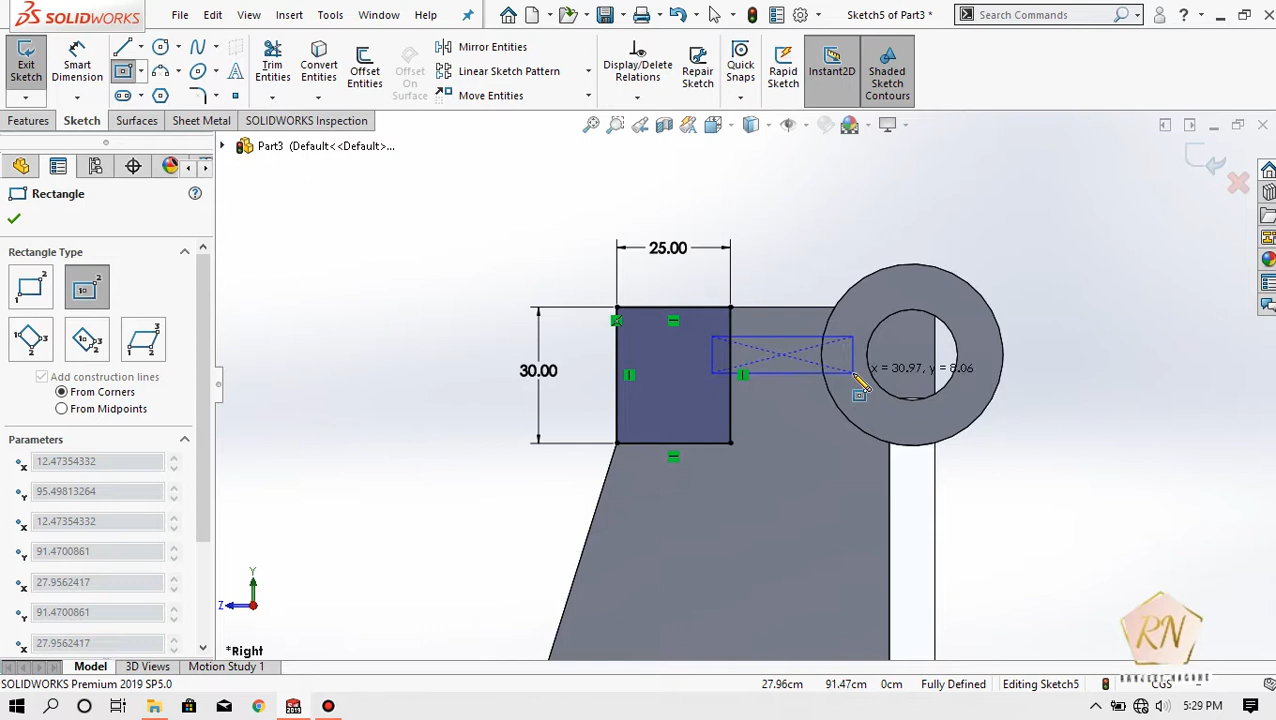 SOLIDWORKS
File Edit View Insert Tools Window Help
Sketch5 of Part3 *
Search Commands
?
Exit Sketch
Smart Dimension
Trim Entities
Convert Entities
Offset Entities
Offset On Surface
Mirror Entities
Linear Sketch Pattern
Move Entities
Display/Delete Relations
Repair Sketch
Quick Snaps
Rapid Sketch
Instant2D
Shaded Sketch Contours
Features Sketch Surfaces Sheet Metal SOLIDWORKS Inspection
Part3 (Default<<Default>...
Rectangle
Rectangle Type
Add construction lines
From Corners
From Midpoints
Parameters
12.47354332
95.49813264
12.47354332
91.4700861
27.9562417
91.4700861
27.9562417
25.00
30.00
x = 30.97, y = 8.06
Y
Z
*Right
RN
Model 3D Views Motion Study 1
SOLIDWORKS Premium 2019 SP5.0
27.96cm 91.47cm 0cm Fully Defined Editing Sketch5
CGS
5:29 PM